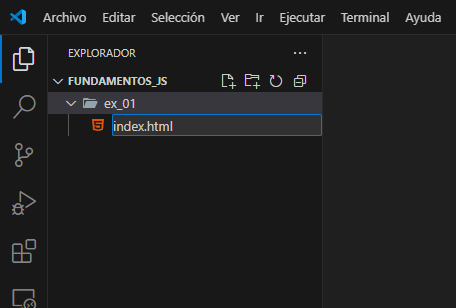 Archivo Editar Selección Ver Ir Ejecutar Terminal Ayuda
EXPLORADOR
FUNDAMENTOS_JS
ex_01
index.html